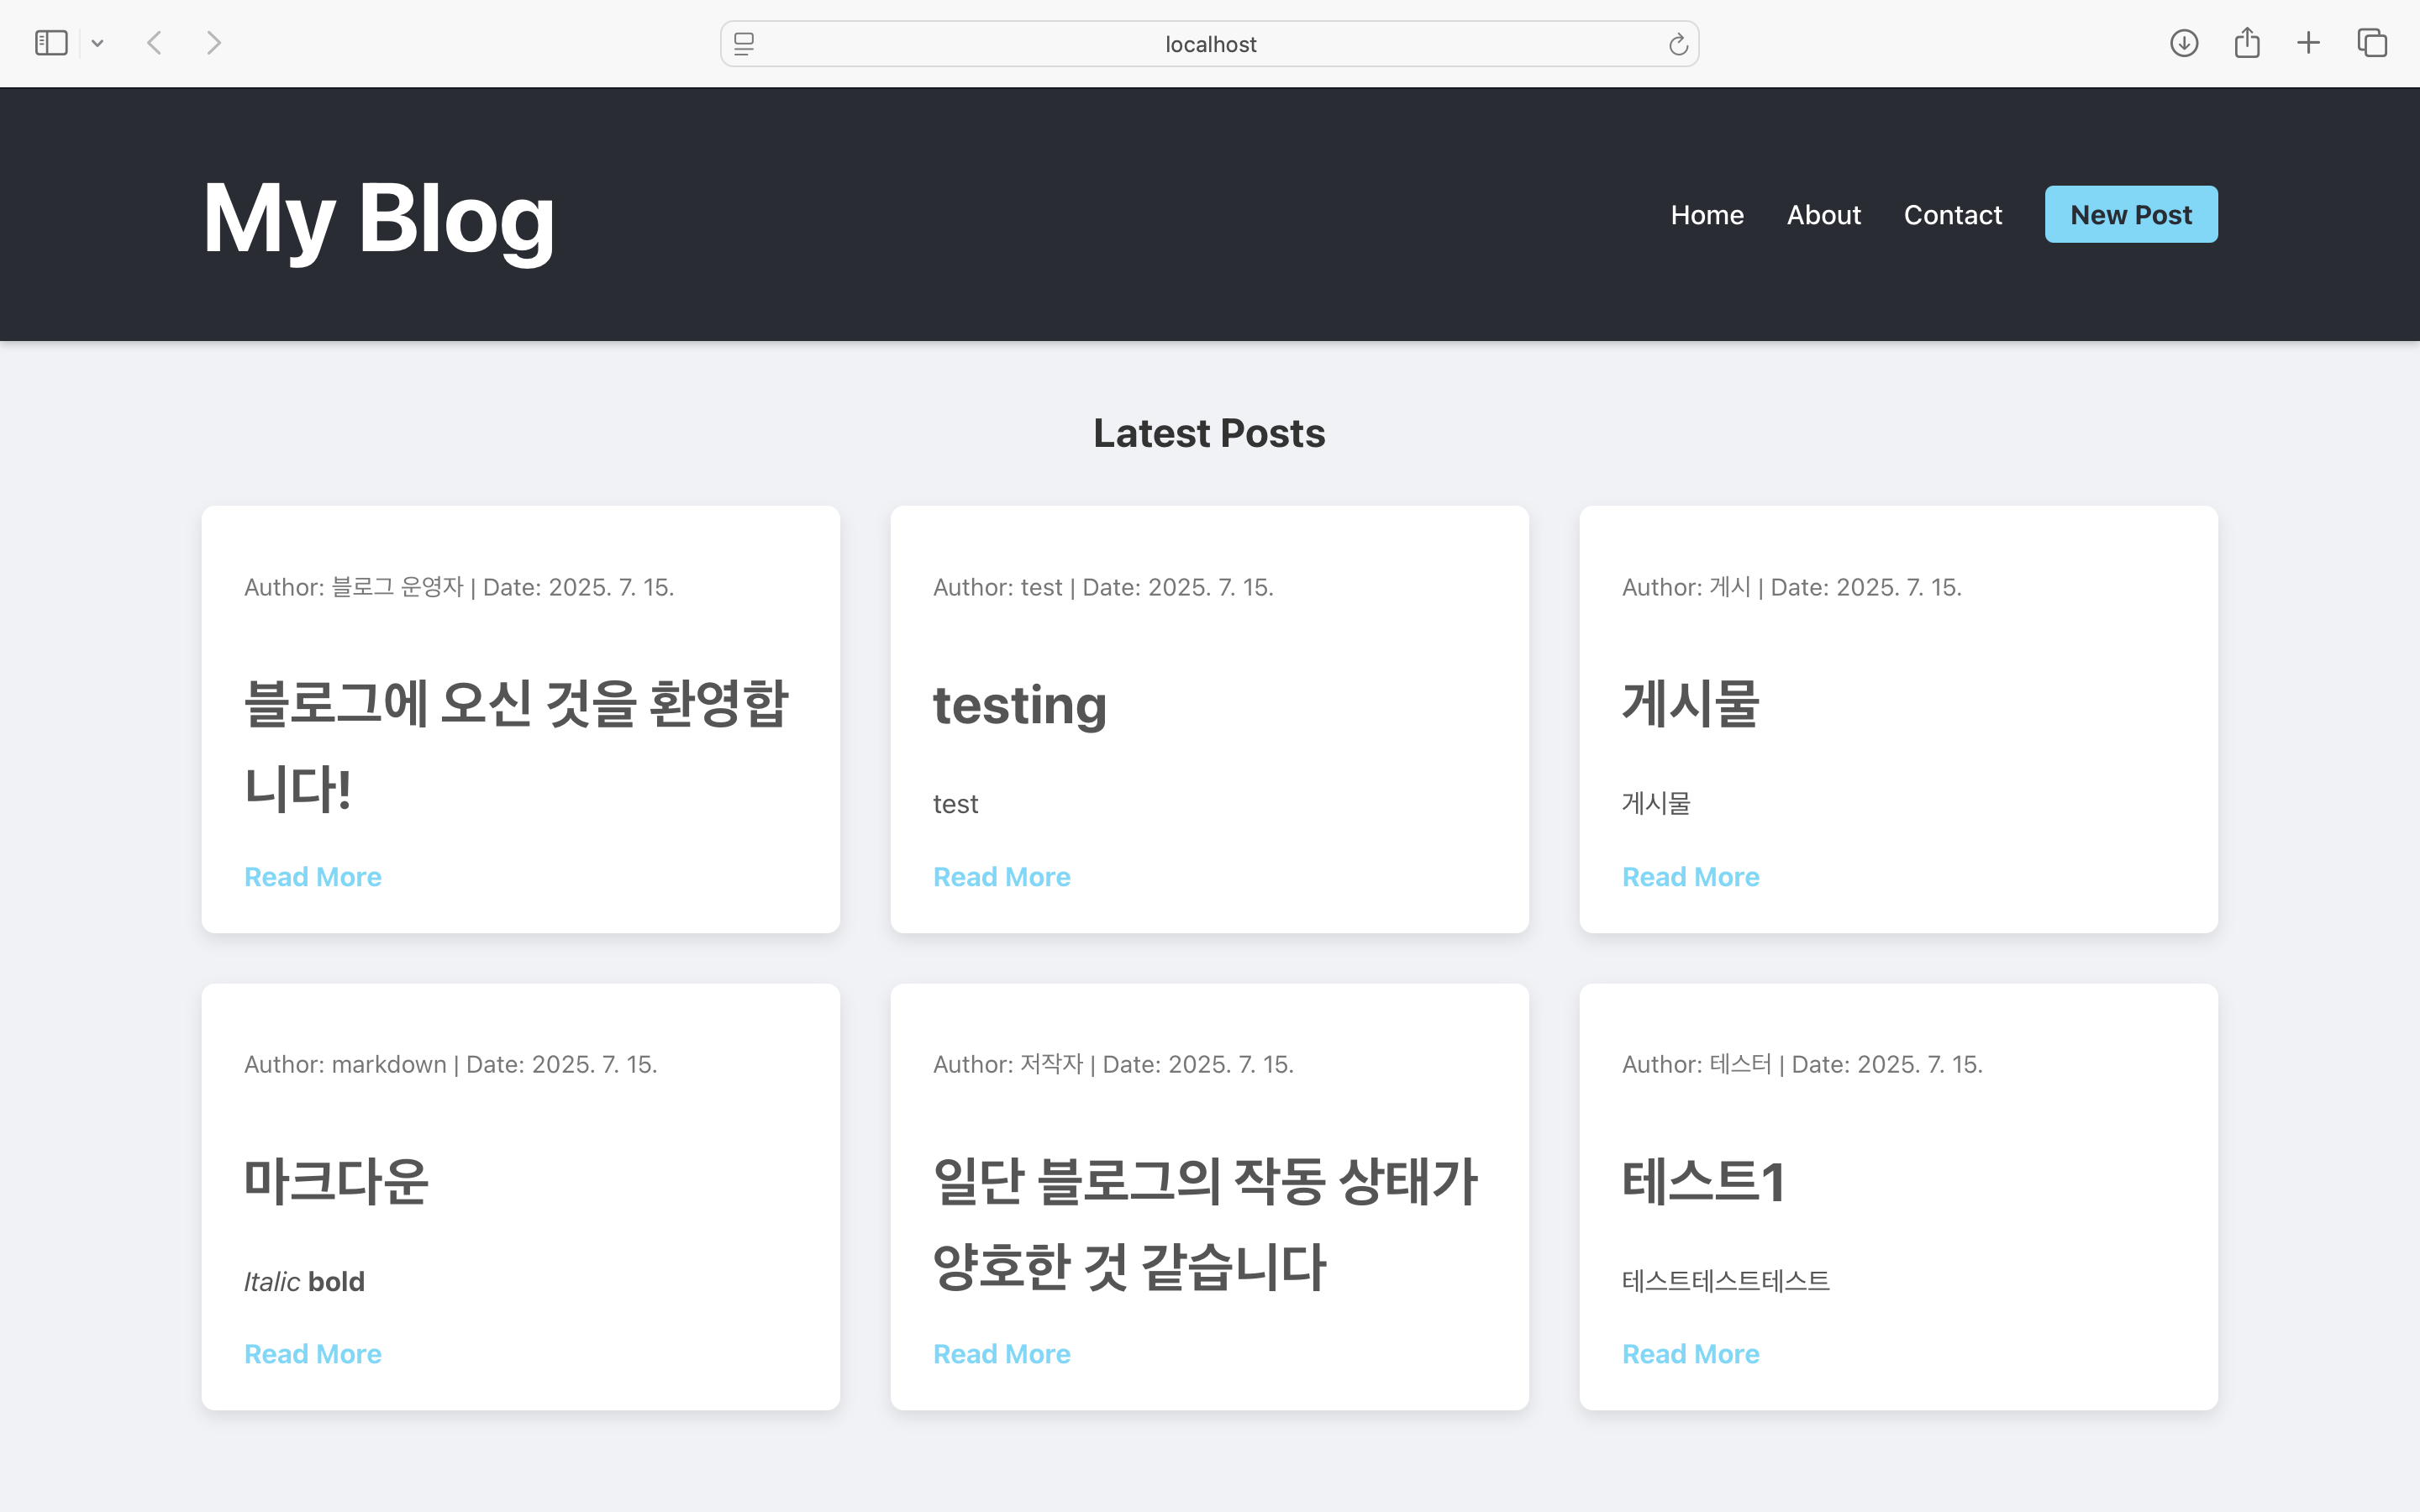 localhost
My Blog
Home About Contact New Post
Latest Posts
Author: 블로그 운영자 | Date: 2025. 7. 15.
블로그에 오신 것을 환영합
니다!
Read More
Author: test | Date: 2025. 7. 15.
testing
test
Read More
Author: 게시 | Date: 2025. 7. 15.
게시물
게시물
Read More
Author: markdown | Date: 2025. 7. 15.
마크다운
Italic bold
Read More
Author: 저작자 | Date: 2025. 7. 15.
일단 블로그의 작동 상태가
양호한 것 같습니다
Read More
Author: 테스터 | Date: 2025. 7. 15.
테스트1
테스트테스트테스트
Read More